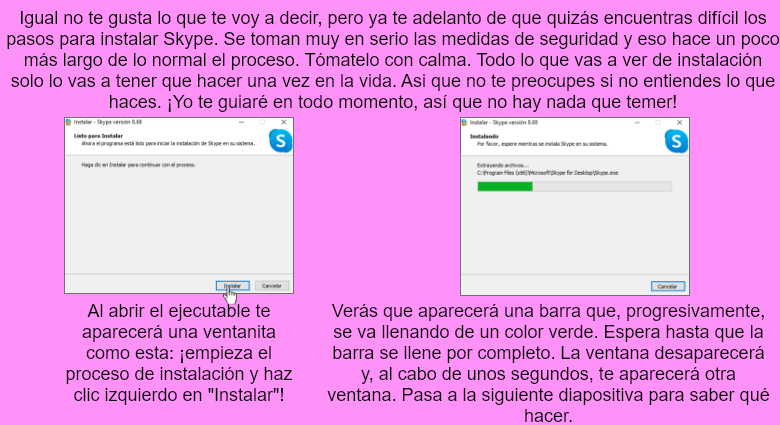 Igual no te gusta lo que te voy a decir, pero ya te adelanto de que quizás encuentras difícil los
pasos para instalar Skype. Se toman muy en serio las medidas de seguridad y eso hace un poco
más largo de lo normal el proceso. Tómatelo con calma. Todo lo que vas a ver de instalación
solo lo vas a tener que hacer una vez en la vida. Asi que no te preocupes si no entiendes lo que
haces. ¡Yo te guiaré en todo momento, así que no hay nada que temer!
Instalar - Skype versión 8.68
Listo para Instalar
Ahora el programa está listo para iniciar la instalación de Skype en su sistema.
S
Haga clic en Instalar para continuar con el proceso.
Instalar
Cancelar
Al abrir el ejecutable te
aparecerá una ventanita
como esta: ¡empieza el
proceso de instalación y haz
clic izquierdo en "Instalar"!
Instalar - Skype versión 8.68
Instalando
Por favor, espere mientras se instala Skype en su sistema.
S
Extrayendo archivos...
C:\Program Files (x86)\Microsoft\Skype for Desktop\Skype.exe
Cancelar
Verás que aparecerá una barra que, progresivamente,
se va llenando de un color verde. Espera hasta que la
barra se llene por completo. La ventana desaparecerá
y, al cabo de unos segundos, te aparecerá otra
ventana. Pasa a la siguiente diapositiva para saber qué
hacer.